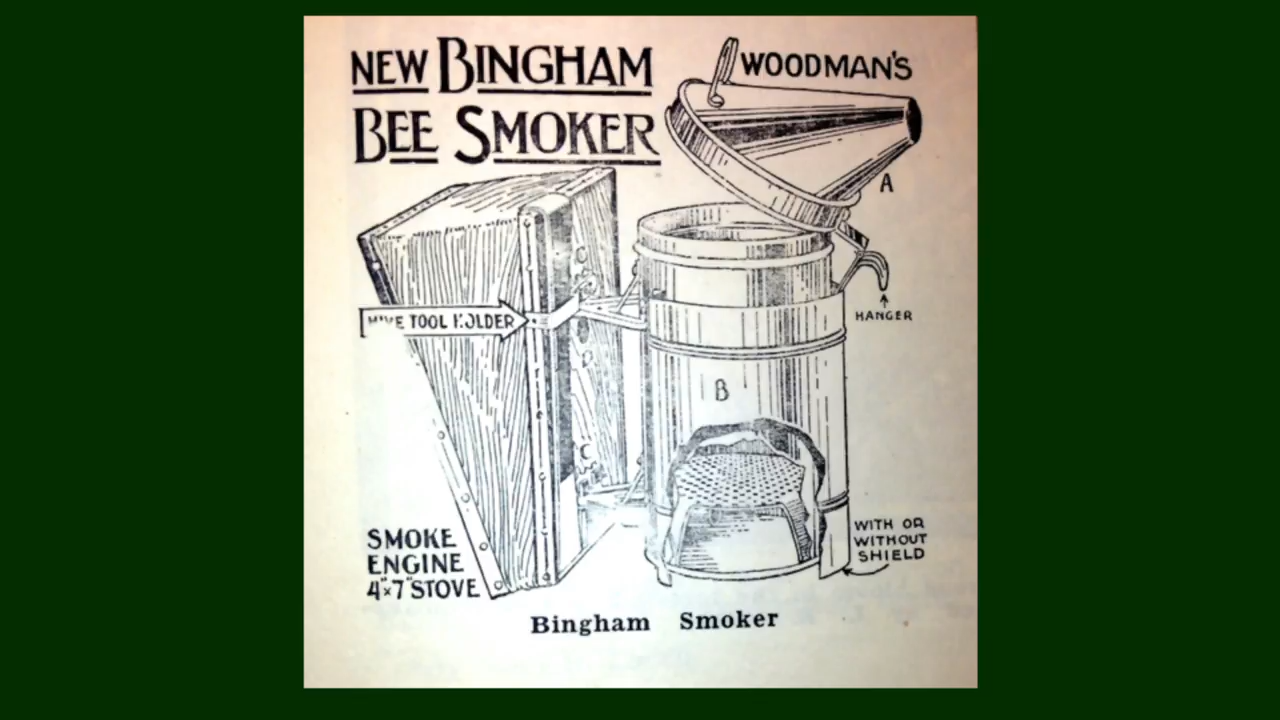 NEW BINGHAM
BEE SMOKER
WOODMAN'S
A
HIVE TOOL HOLDER
HANGER
B
SMOKE
ENGINE
4"x7" STOVE
WITH OR
WITHOUT
SHIELD
Bingham Smoker